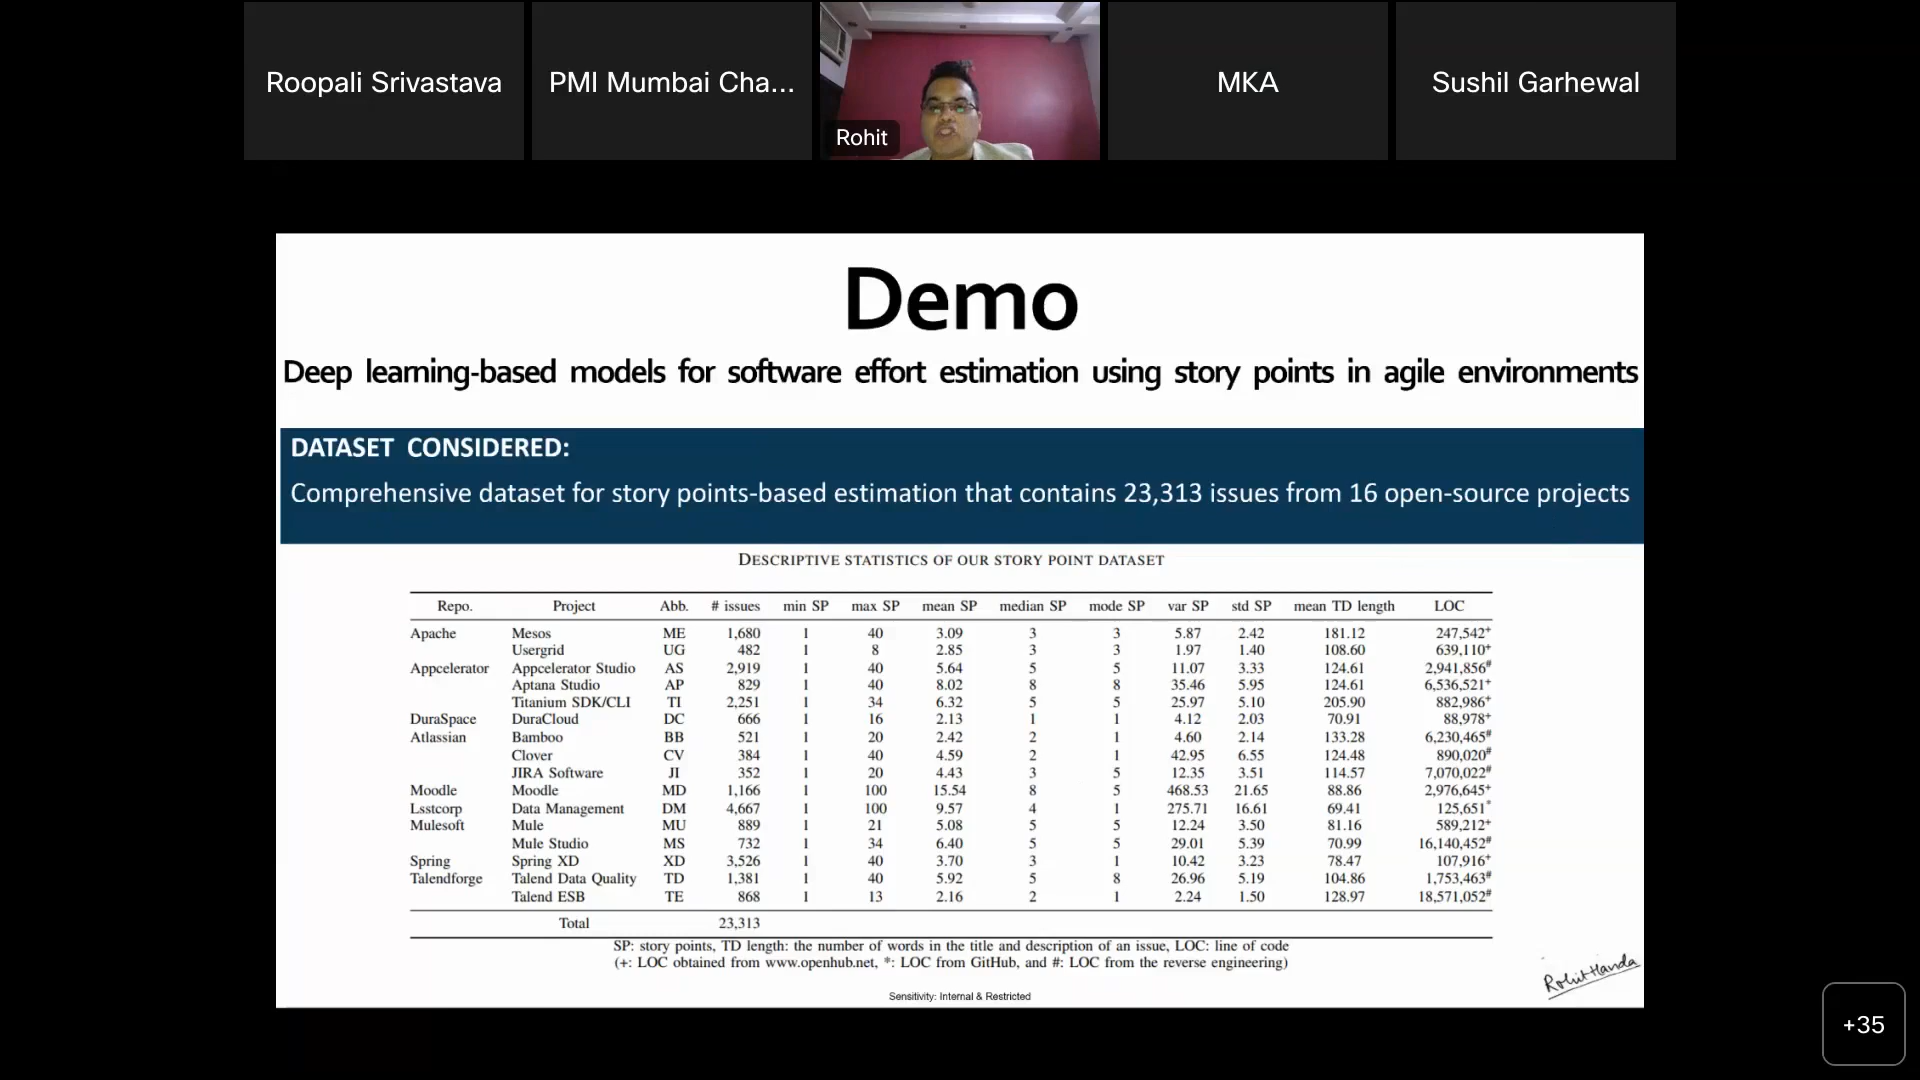 Roopali Srivastava
PMI Mumbai Cha...
Rohit
MKA
Sushil Garhewal
Demo
Deep learning-based models for software effort estimation using story points in agile environments
DATASET CONSIDERED:
Comprehensive dataset for story points-based estimation that contains 23,313 issues from 16 open-source projects
DESCRIPTIVE STATISTICS OF OUR STORY POINT DATASET
Repo. Project Abb. # issues min SP max SP mean SP median SP mode SP var SP std SP mean TD length LOC
Apache Mesos ME 1,680 1 40 3.09 3 3 5.87 2.42 181.12 247,542+
Usergrid UG 482 1 8 2.85 3 3 1.97 1.40 108.60 639,110+
Appcelerator Appcelerator Studio AS 2,919 1 40 5.64 5 5 11.07 3.33 124.61 2,941,856#
Aptana Studio AP 829 1 40 8.02 8 8 35.46 5.95 124.61 6,536,521+
Titanium SDK/CLI TI 2,251 1 34 6.32 5 5 25.97 5.10 205.90 882,986+
DuraSpace DuraCloud DC 666 1 16 2.13 1 1 4.12 2.03 70.91 88,978+
Atlassian Bamboo BB 521 1 20 2.42 2 1 4.60 2.14 133.28 6,230,465#
Clover CV 384 1 40 4.59 2 1 42.95 6.55 124.48 890,020#
JIRA Software JI 352 1 20 4.43 3 5 12.35 3.51 114.57 7,070,022#
Moodle Moodle MD 1,166 1 100 15.54 8 5 468.53 21.65 88.86 2,976,645+
Lsstcorp Data Management DM 4,667 1 100 9.57 4 1 275.71 16.61 69.41 125,651*
Mulesoft Mule MU 889 1 21 5.08 5 5 12.24 3.50 81.16 589,212+
Mule Studio MS 732 1 34 6.40 5 5 29.01 5.39 70.99 16,140,452#
Spring Spring XD XD 3,526 1 40 3.70 3 1 10.42 3.23 78.47 107,916+
Talendforge Talend Data Quality TD 1,381 1 40 5.92 5 8 26.96 5.19 104.86 1,753,463#
Talend ESB TE 868 1 13 2.16 2 1 2.24 1.50 128.97 18,571,052#
Total 23,313
SP: story points, TD length: the number of words in the title and description of an issue, LOC: line of code
(+: LOC obtained from www.openhub.net, *: LOC from GitHub, and #: LOC from the reverse engineering)
Rohit Handa
Sensitivity: Internal & Restricted
+35